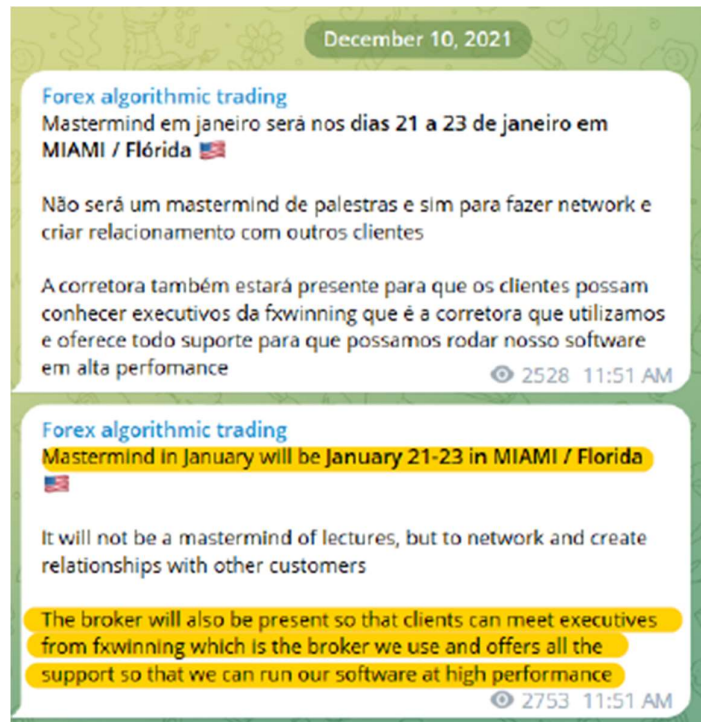 December 10, 2021
Forex algorithmic trading
Mastermind em janeiro será nos dias 21 a 23 de janeiro em
MIAMI / Flórida 🇺🇸
Não será um mastermind de palestras e sim para fazer network e
criar relacionamento com outros clientes
A corretora também estará presente para que os clientes possam
conhecer executivos da fxwinning que é a corretora que utilizamos
e oferece todo suporte para que possamos rodar nosso software
em alta perfomance
2528 11:51 AM
Forex algorithmic trading
Mastermind in January will be January 21-23 in MIAMI / Florida
🇺🇸
It will not be a mastermind of lectures, but to network and create
relationships with other customers
The broker will also be present so that clients can meet executives
from fxwinning which is the broker we use and offers all the
support so that we can run our software at high performance
2753 11:51 AM